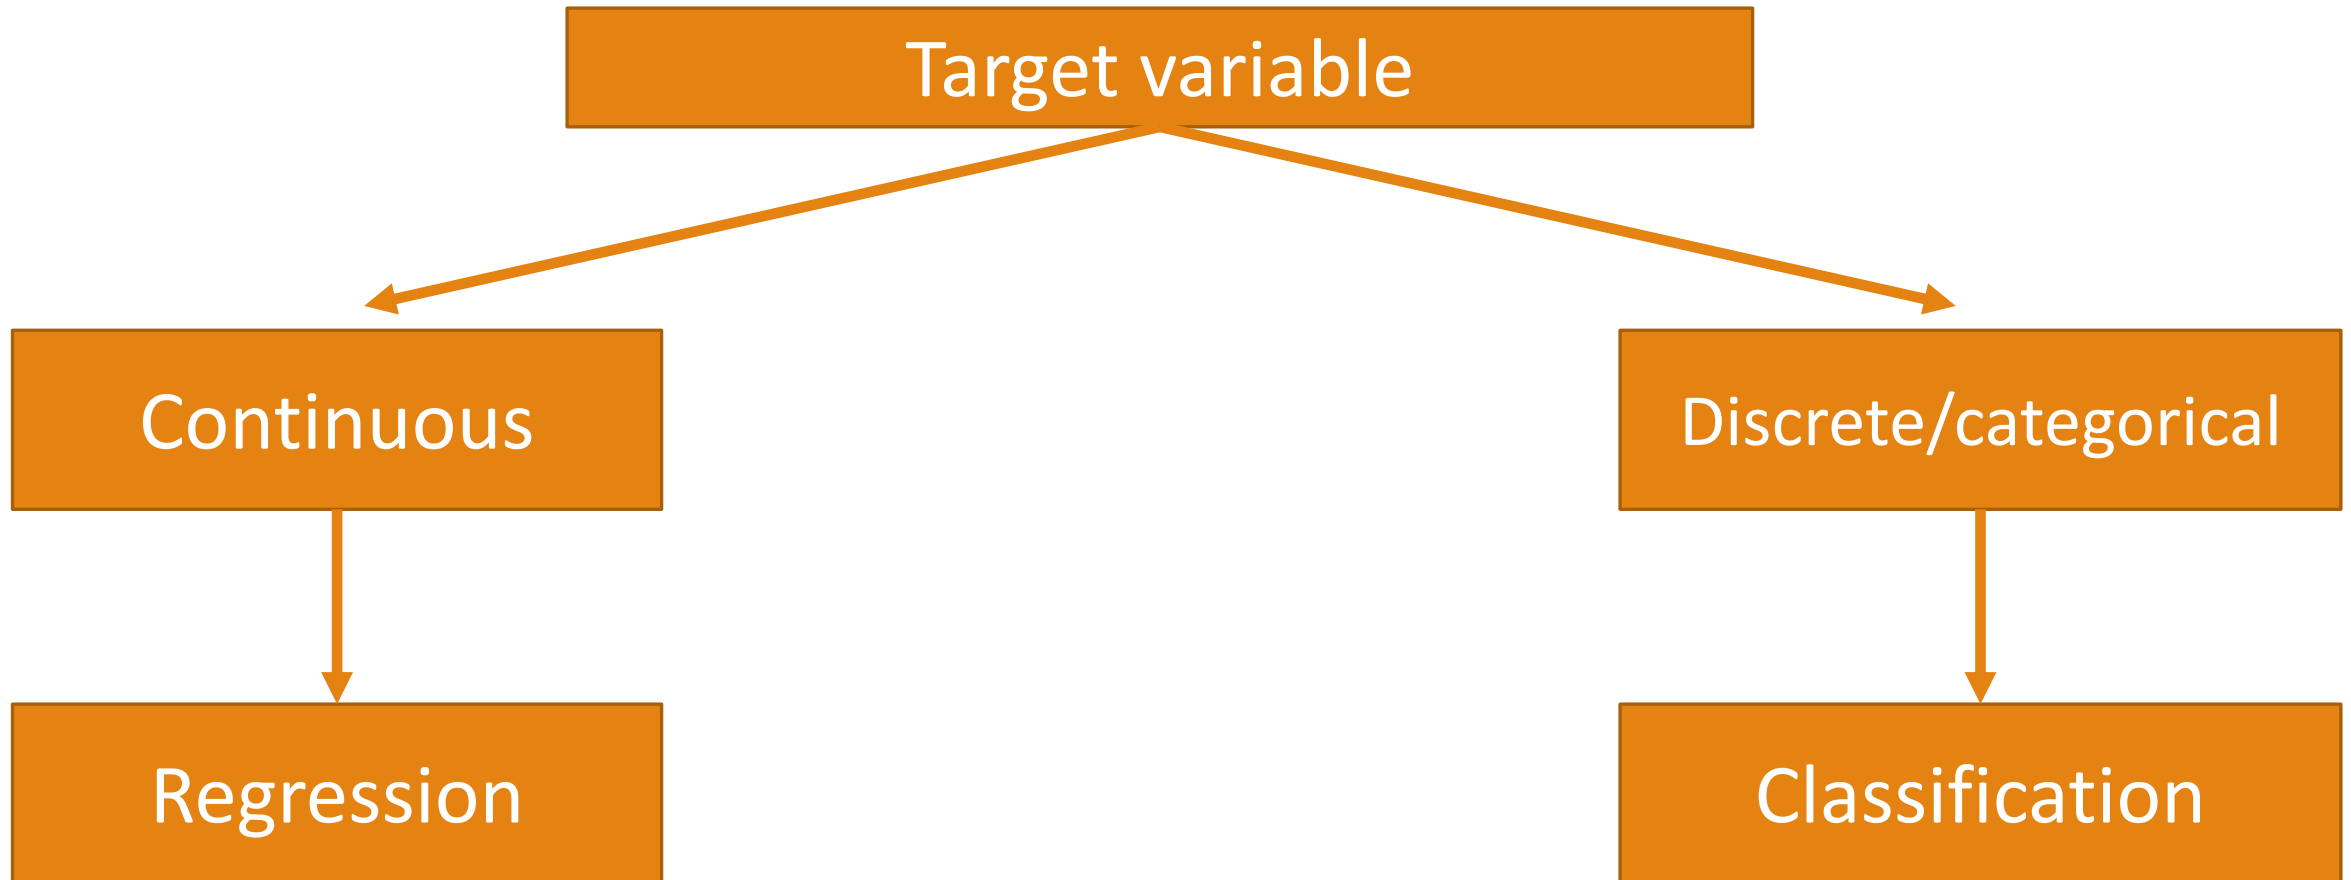 Target variable
Continuous
Discrete/categorical
Regression
Classification